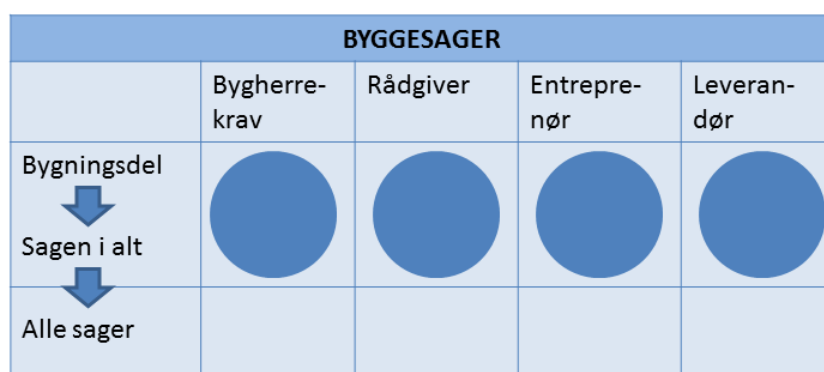 BYGGESAGER
Bygherre-
krav
Rådgiver
Entrepre-
nør
Leveran-
dør
Bygningsdel
Sagen i alt
Alle sager